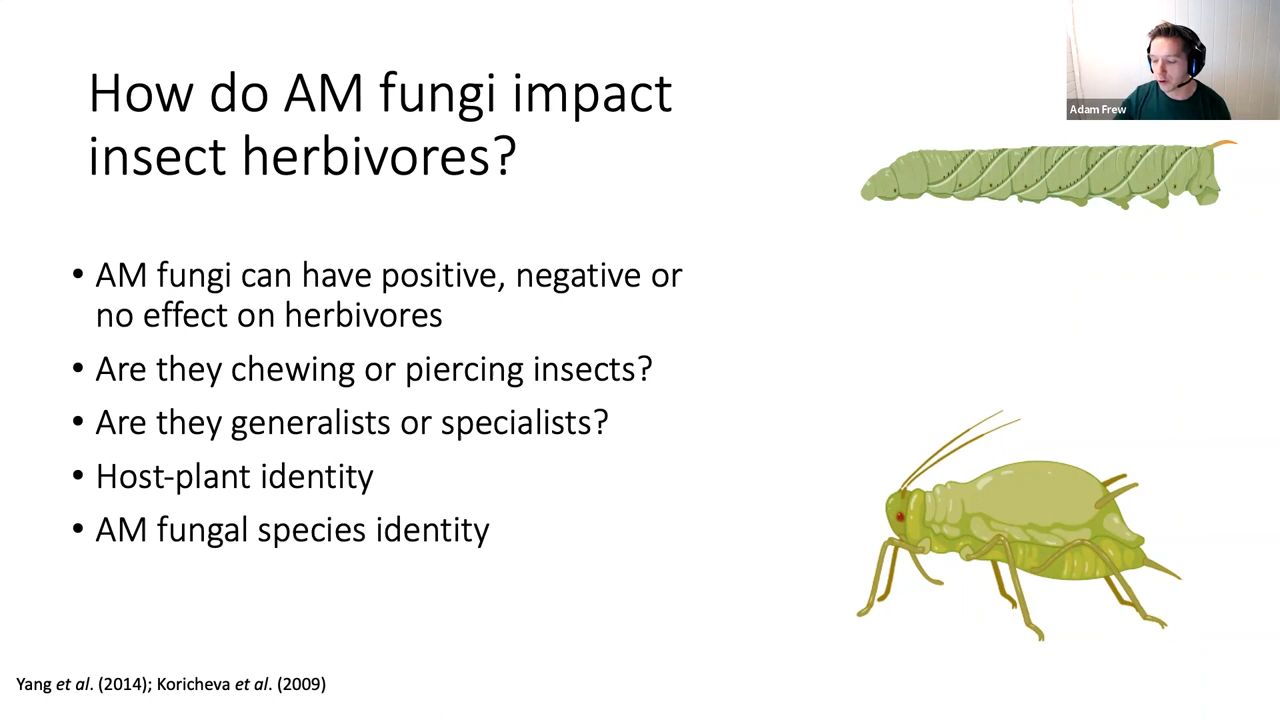 How do AM fungi impact
insect herbivores?
Adam Frew
• AM fungi can have positive, negative or
no effect on herbivores
• Are they chewing or piercing insects?
• Are they generalists or specialists?
• Host-plant identity
• AM fungal species identity
Yang et al. (2014); Koricheva et al. (2009)